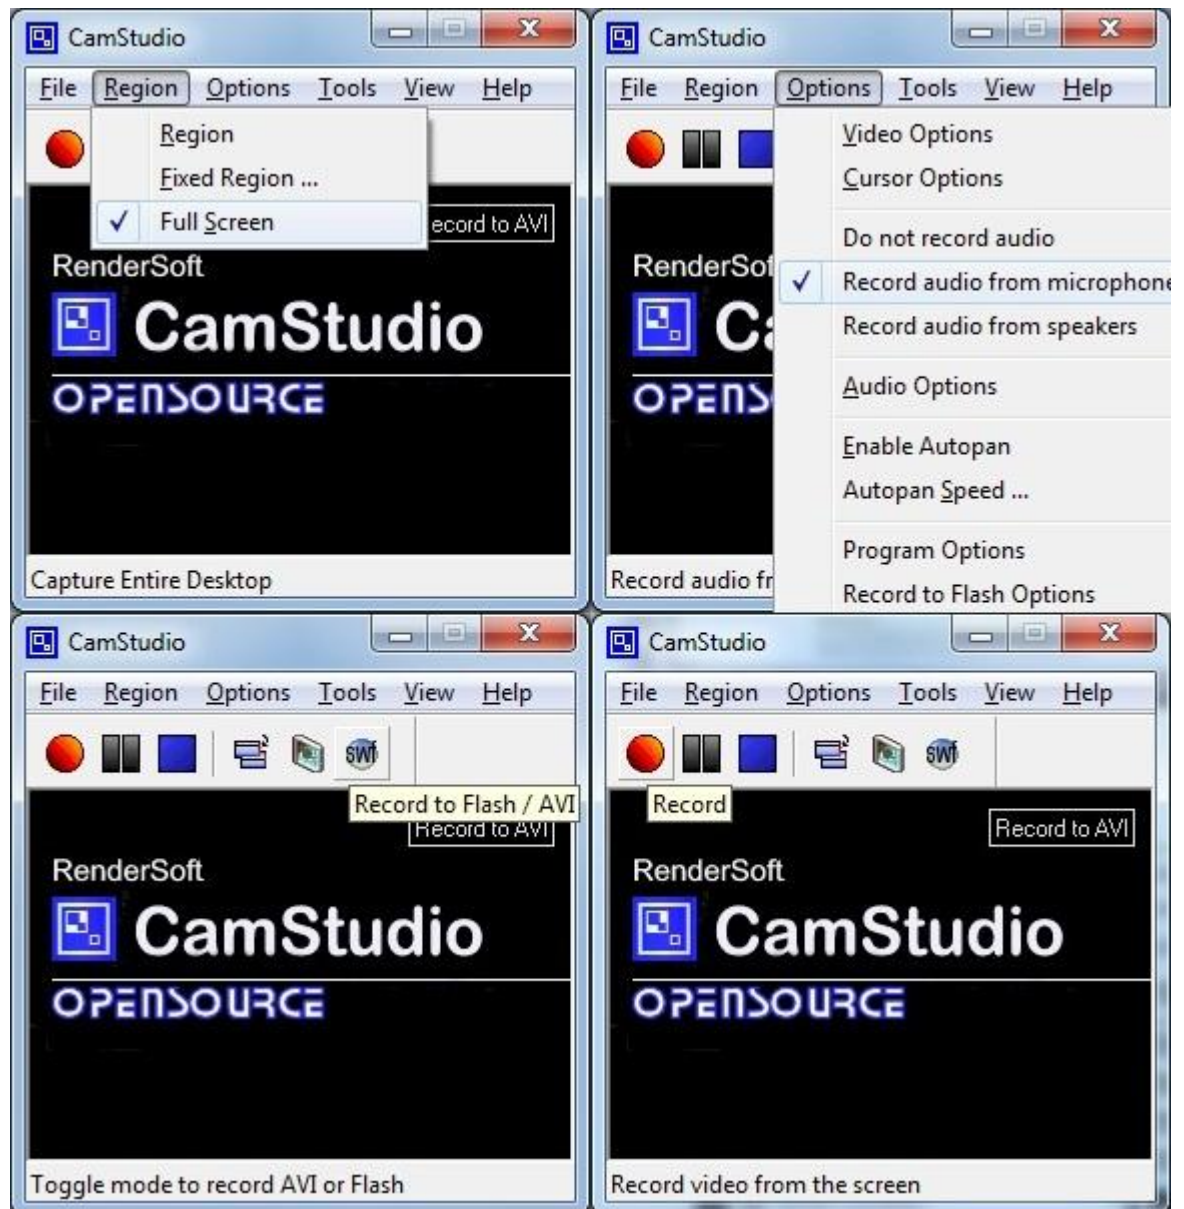 CamStudio
File Region Options Tools View Help
Region
Fixed Region ...
Full Screen
ecord to AVI
RenderSoft
CamStudio
OPENSOURCE
Capture Entire Desktop
CamStudio
File Region Options Tools View Help
Video Options
Cursor Options
Do not record audio
Record audio from microphone
Record audio from speakers
Audio Options
Enable Autopan
Autopan Speed ...
Program Options
Record to Flash Options
RenderSof
Ca
OPENS
Record audio fr
CamStudio
File Region Options Tools View Help
swf
Record to Flash / AVI
Record to AVI
RenderSoft
CamStudio
OPENSOURCE
Toggle mode to record AVI or Flash
CamStudio
File Region Options Tools View Help
swf
Record
Record to AVI
RenderSoft
CamStudio
OPENSOURCE
Record video from the screen